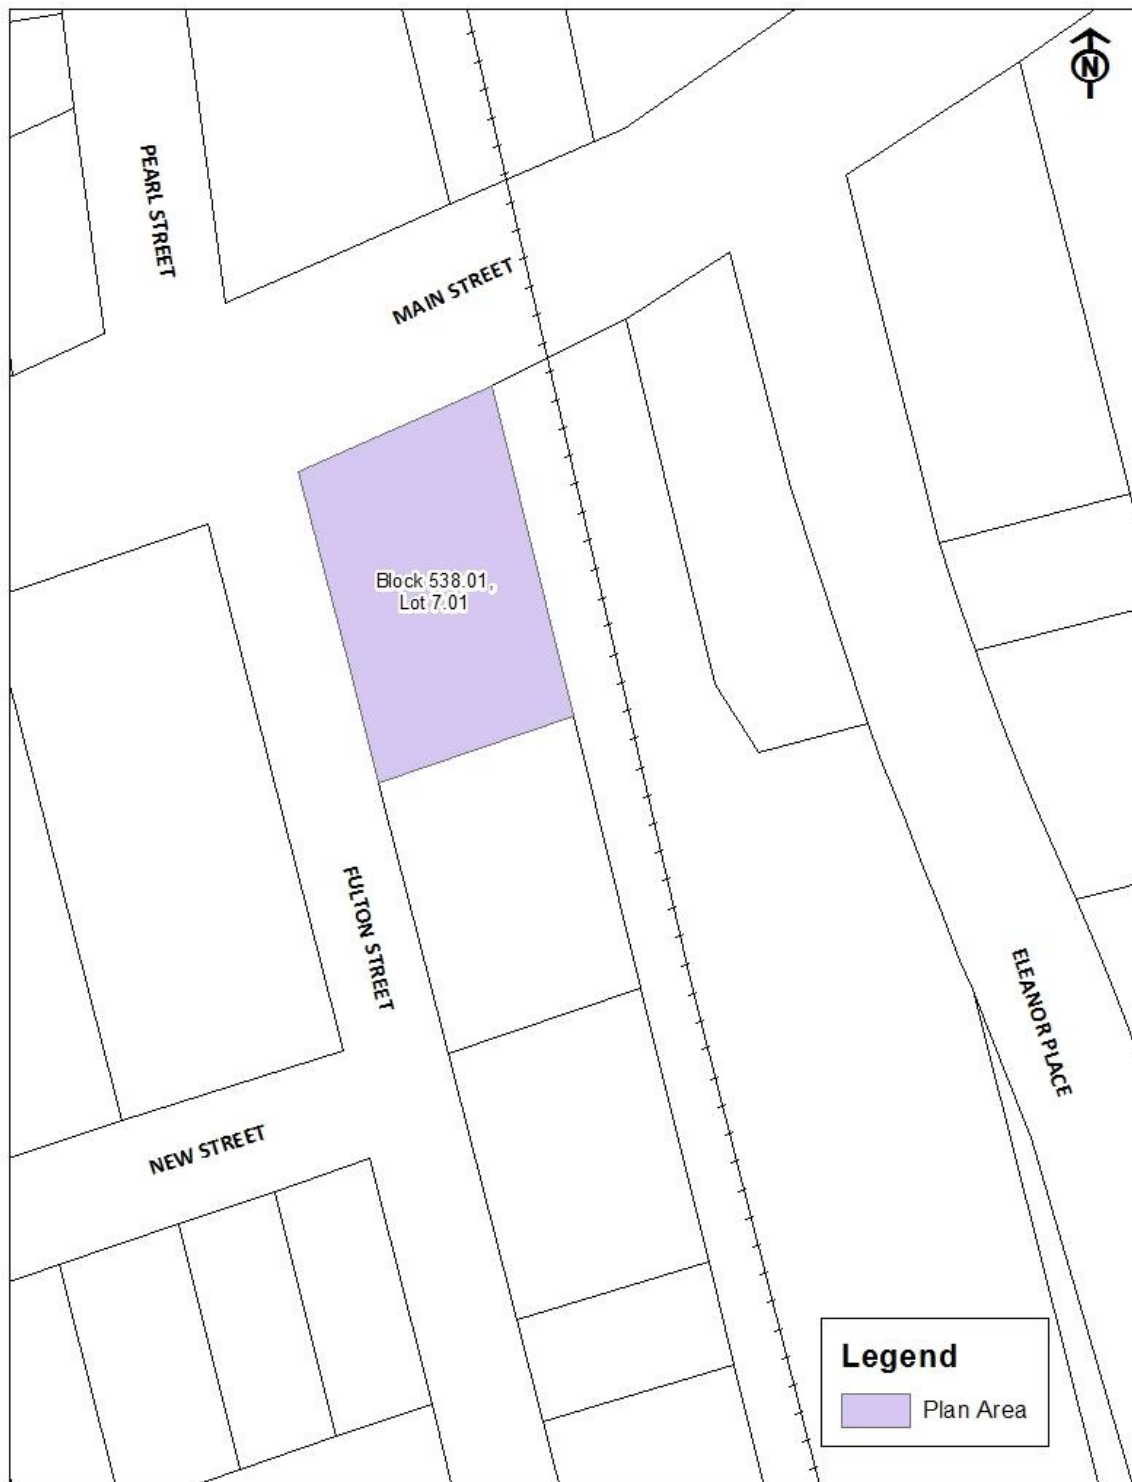 N
PEARL STREET
MAIN STREET
Block 538.01,
Lot 7.01
FULTON STREET
ELEANOR PLACE
NEW STREET
Legend
Plan Area